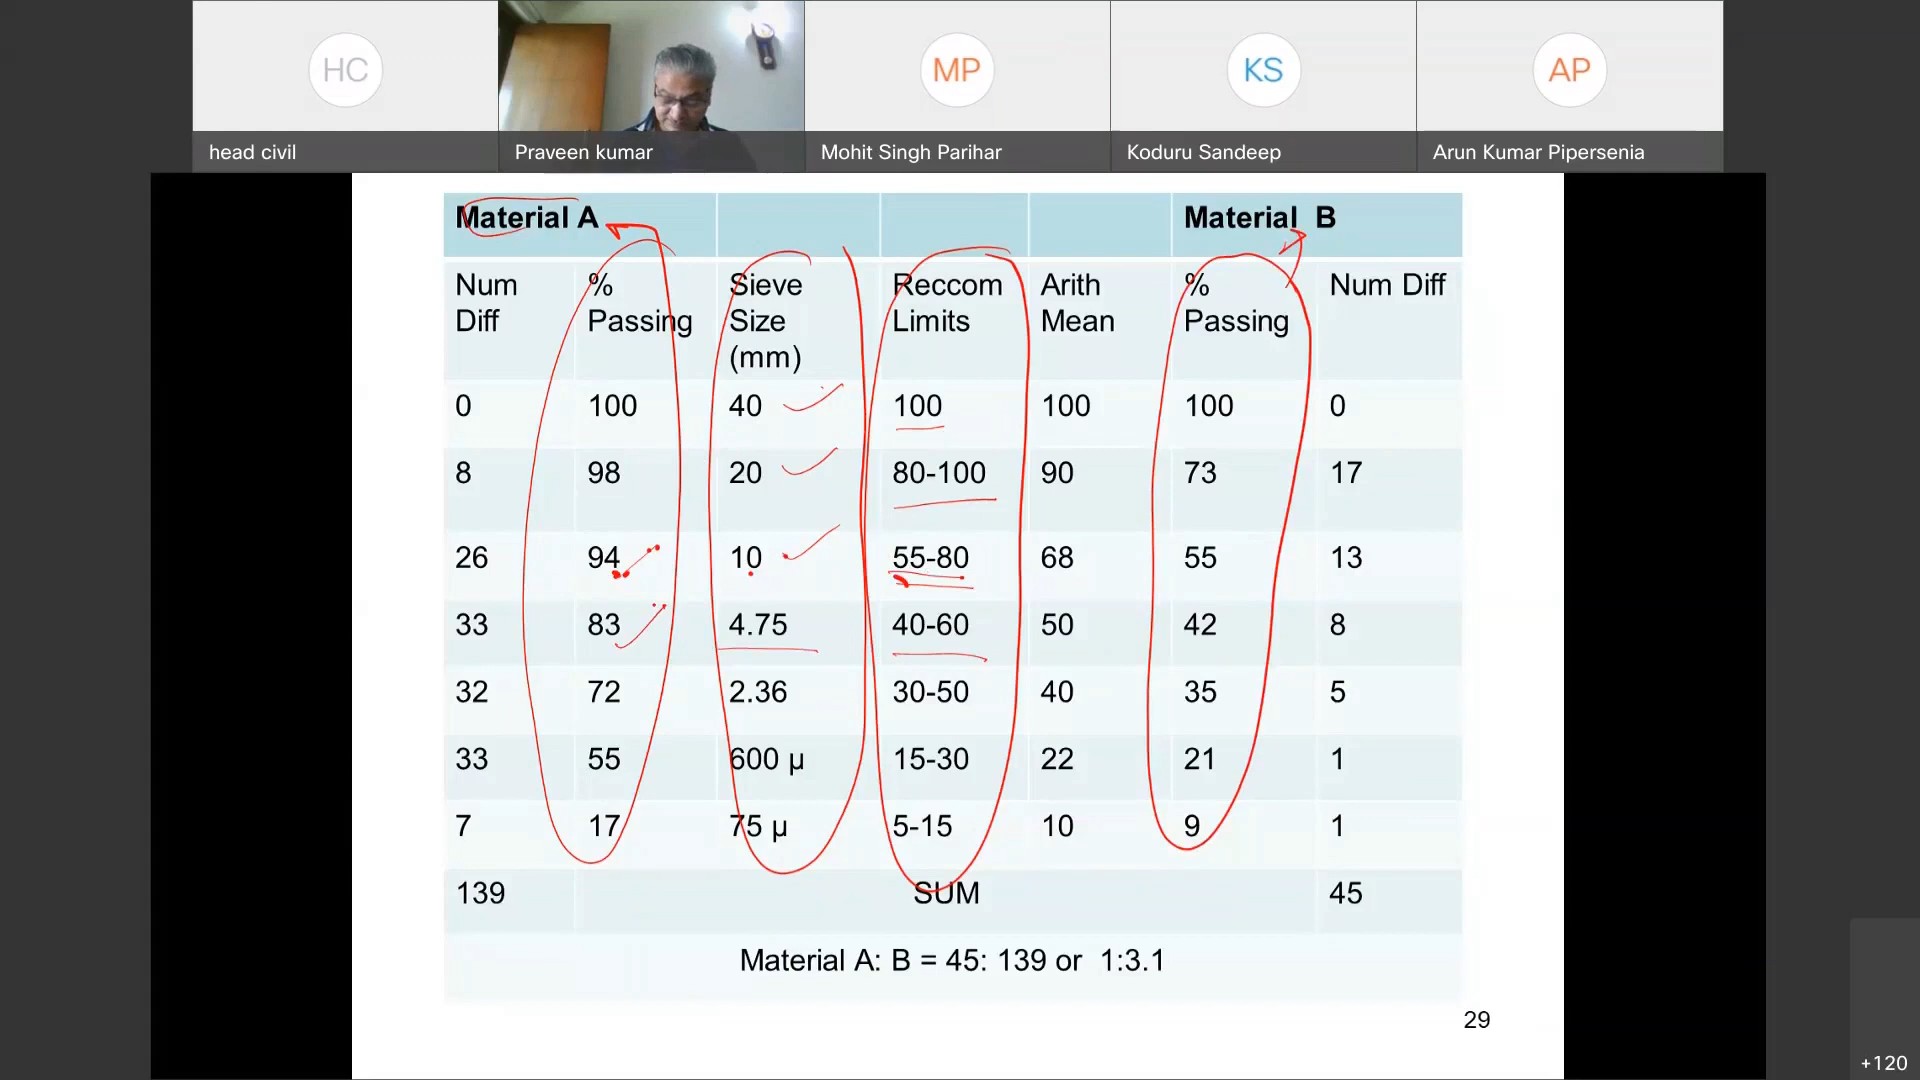 HC
MP
KS
AP
head civil
Praveen kumar
Mohit Singh Parihar
Koduru Sandeep
Arun Kumar Pipersenia
Material A Material B
Num Diff % Passing Sieve Size (mm) Reccom Limits Arith Mean % Passing Num Diff
0 100 40 100 100 100 0
8 98 20 80-100 90 73 17
26 94 10 55-80 68 55 13
33 83 4.75 40-60 50 42 8
32 72 2.36 30-50 40 35 5
33 55 600 µ 15-30 22 21 1
7 17 75 µ 5-15 10 9 1
139 SUM 45
Material A: B = 45: 139 or 1:3.1
29
+120